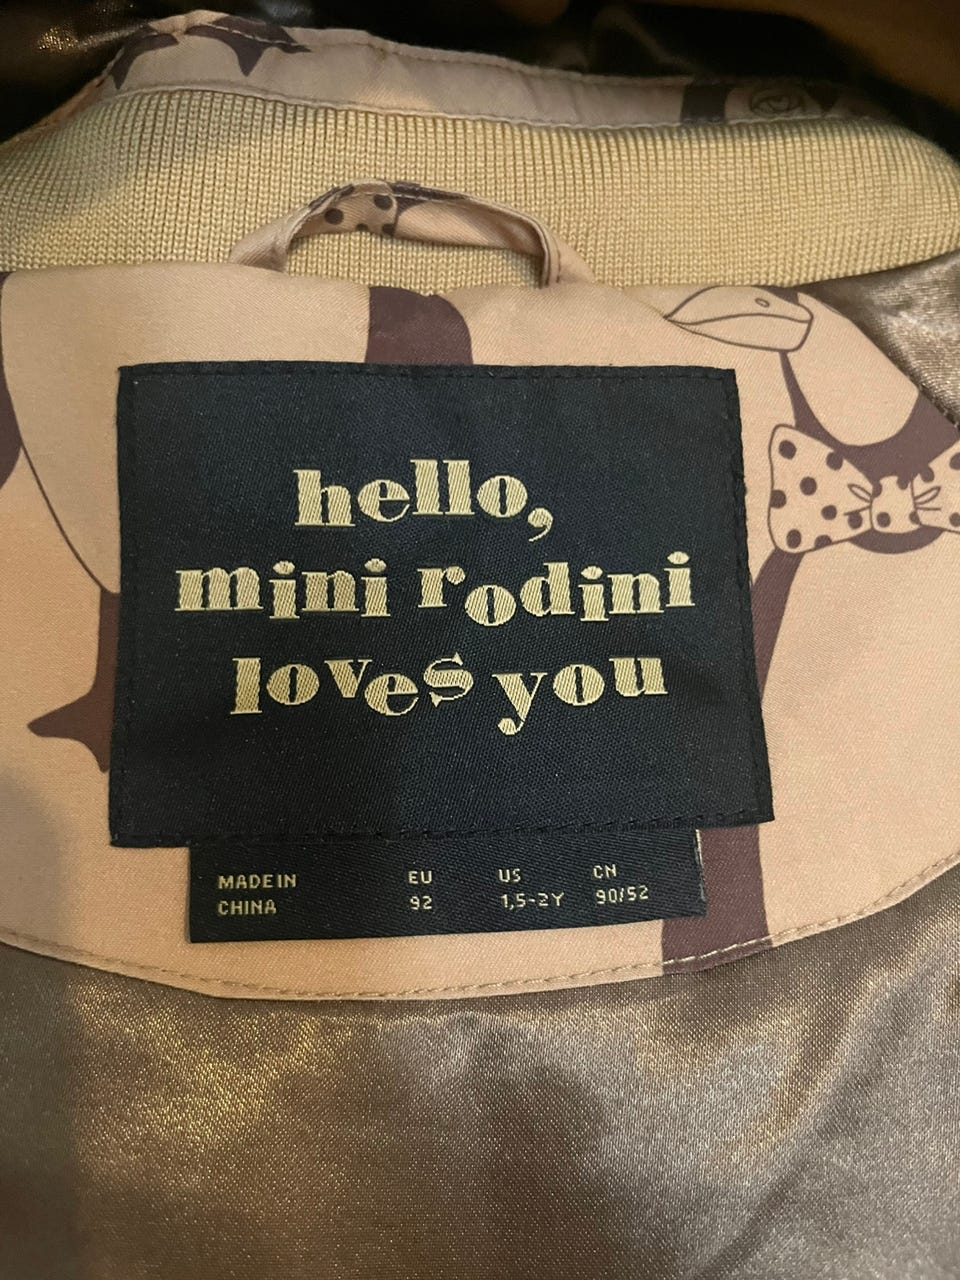 hello,
mini rodini
loves you
MADE IN EU US CN
CHINA 92 1,5-2Y 90/52